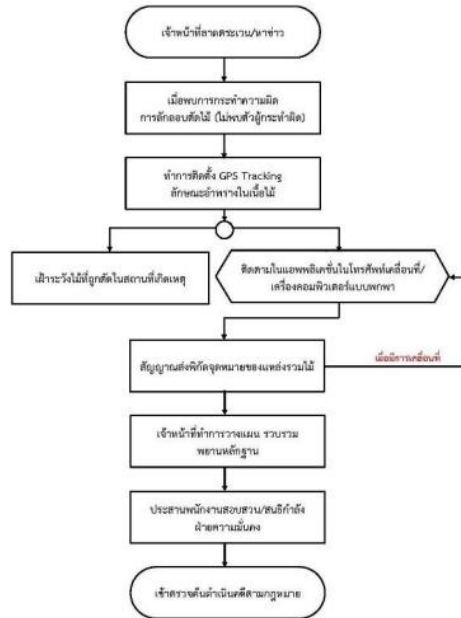 เจ้าหน้าที่ลาดตระเวน/หาข่าว
เมื่อพบการกระทำความผิด
การลักลอบตัดไม้ (ไม่พบตัวผู้กระทำผิด)
ทำการติดตั้ง GPS Tracking
ลักษณะอำพรางในเนื้อไม้
เฝ้าระวังไม้ที่ถูกตัดในสถานที่เกิดเหตุ
ติดตามในแอพพลิเคชั่นในโทรศัพท์เคลื่อนที่/
เครื่องคอมพิวเตอร์แบบพกพา
สัญญาณส่งพิกัดจุดหมายของแหล่งรวมไม้
เมื่อมีการเคลื่อนที่
เจ้าหน้าที่ทำการวางแผน รวบรวม
พยานหลักฐาน
ประสานพนักงานสอบสวน/สนธิกำลัง
ฝ่ายความมั่นคง
เข้าตรวจค้นดำเนินคดีตามกฎหมาย